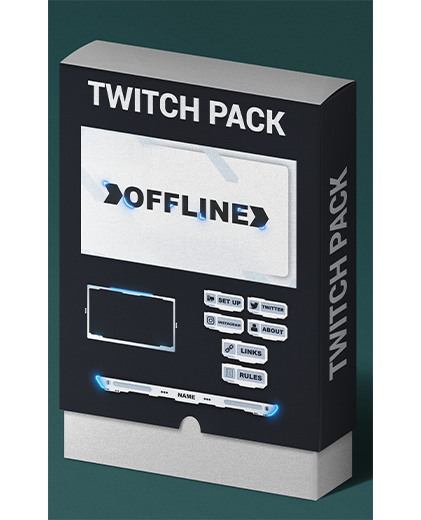 TWITCH PACK
OFFLINE
SET UP
TWITTER
INSTAGRAM
ABOUT
LINKS
RULES
NAME
TWITCH PACK